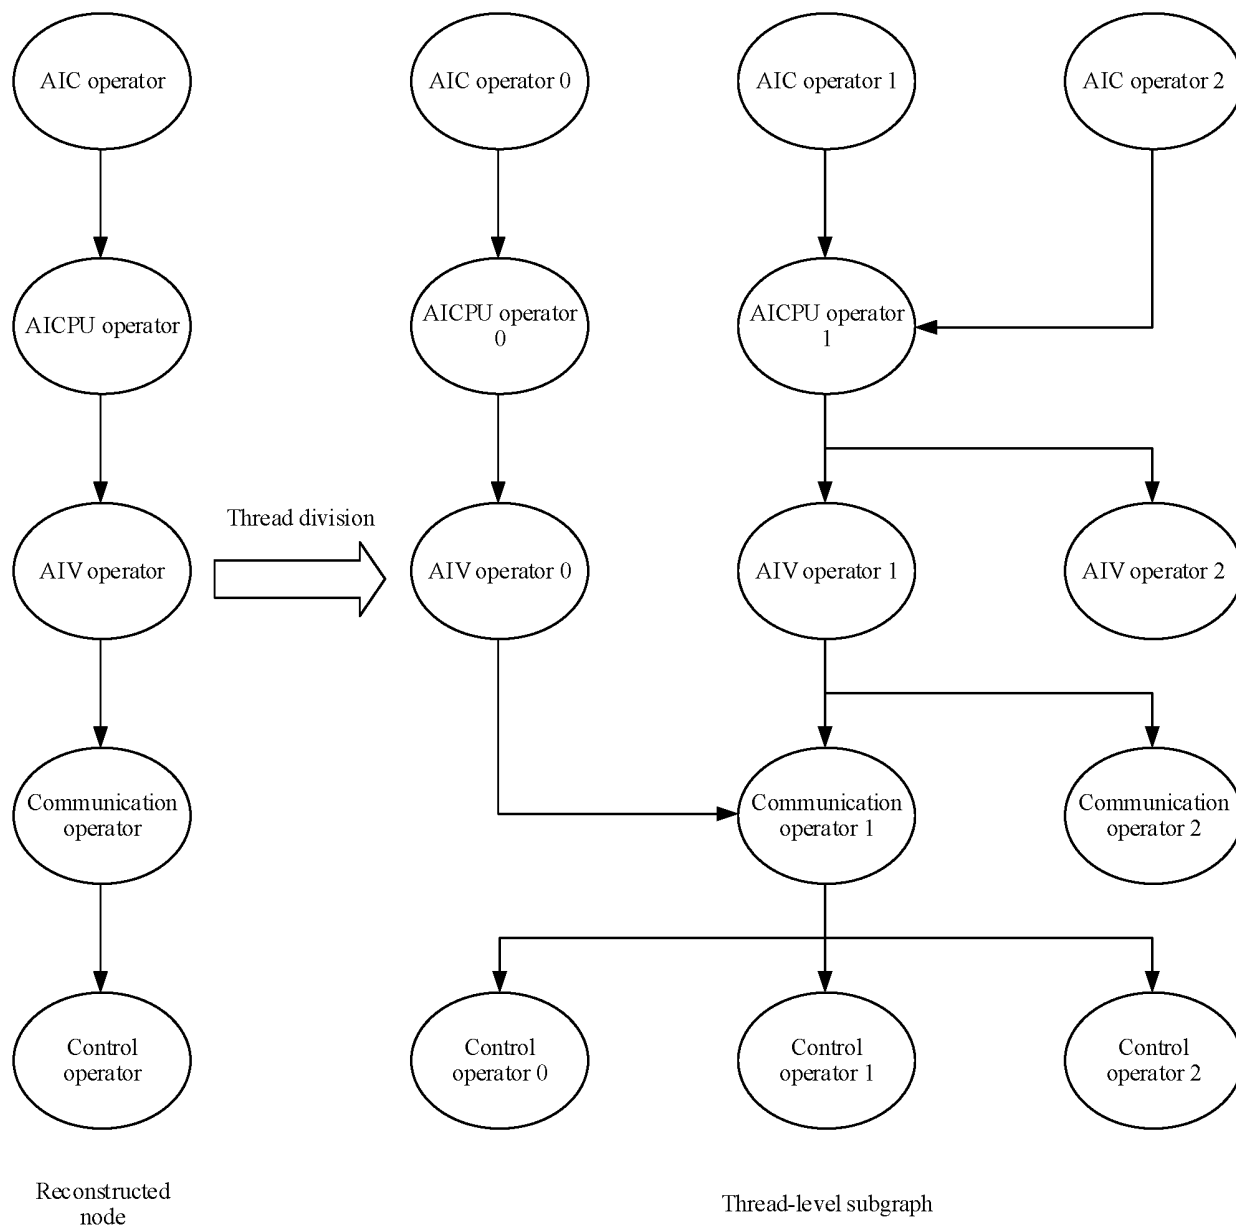 AIC operator
AIC operator 0
AIC operator 1
AIC operator 2
AICPU operator
AICPU operator
0
AICPU operator
1
Thread division
AIV operator
AIV operator 0
AIV operator 1
AIV operator 2
Communication
operator
Communication
operator 1
Communication
operator 2
Control
operator
Control
operator 0
Control
operator 1
Control
operator 2
Reconstructed
node
Thread-level subgraph